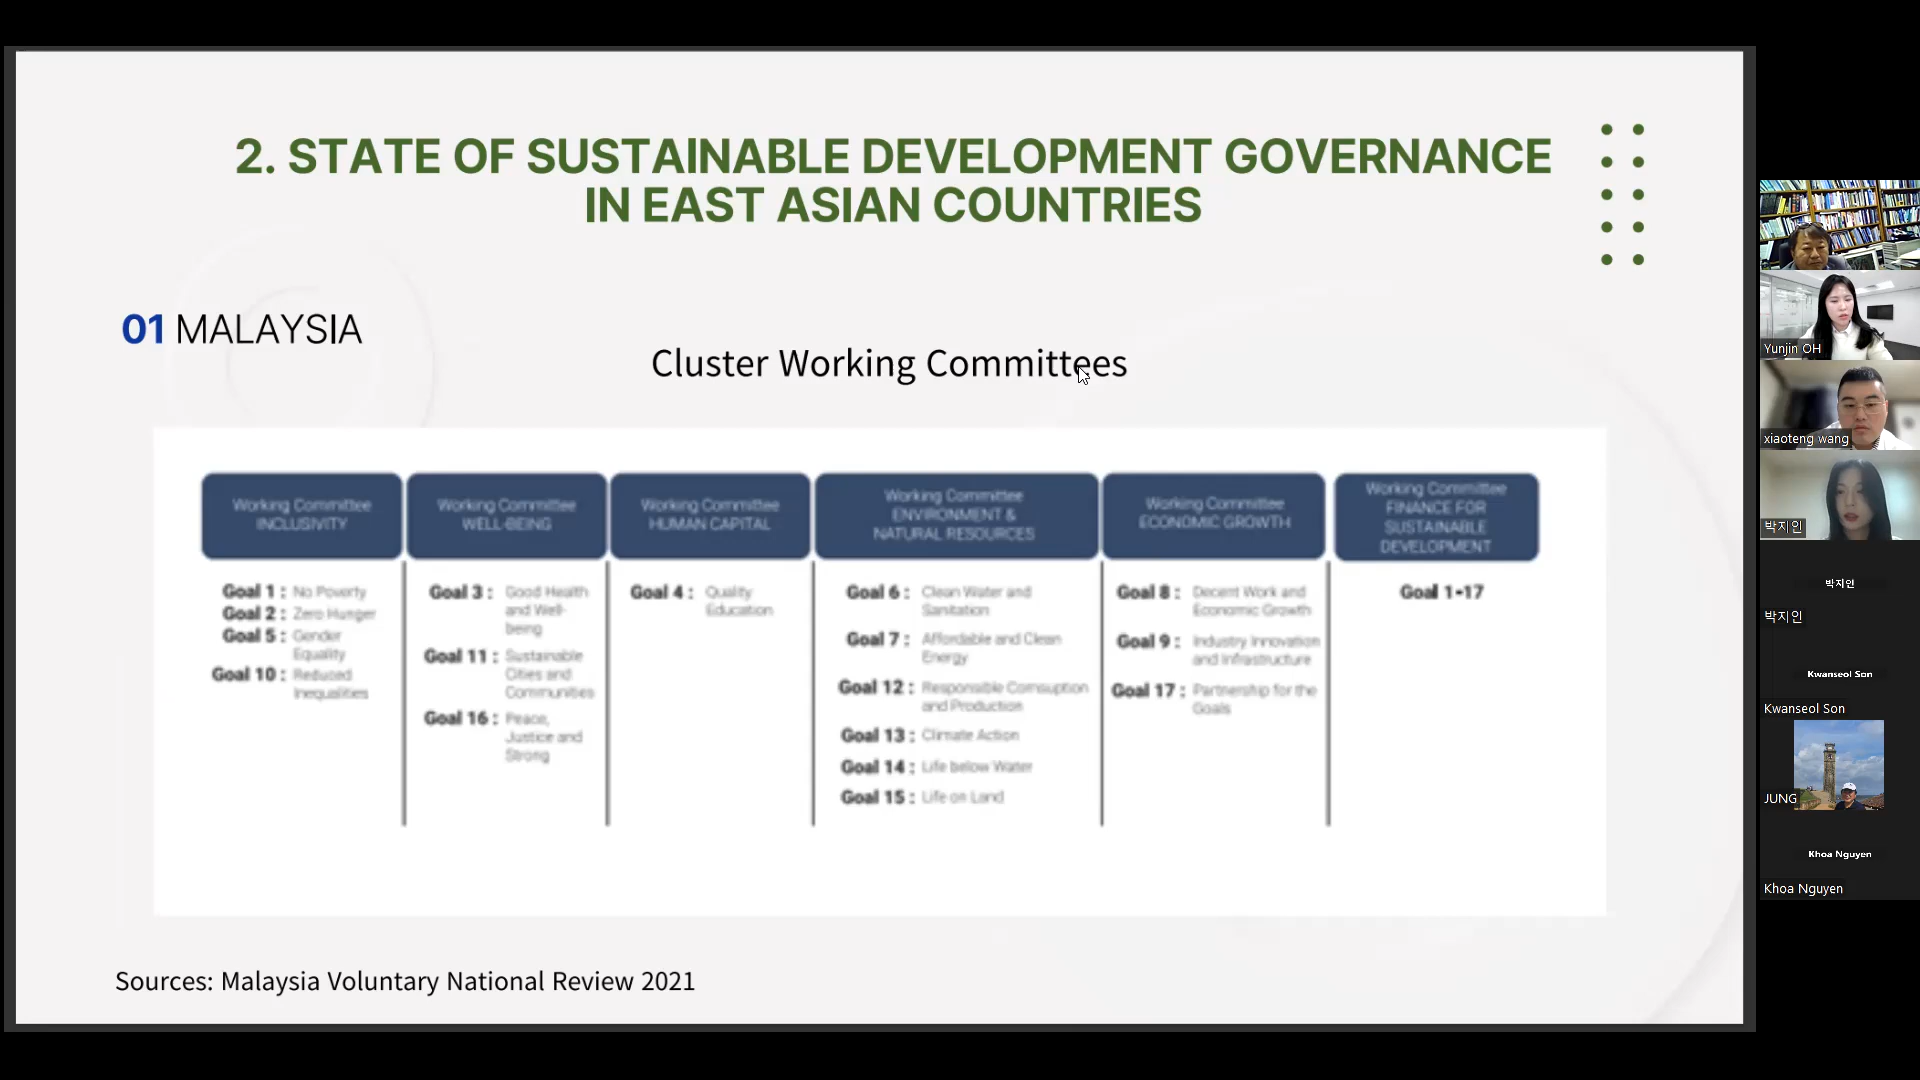 2. STATE OF SUSTAINABLE DEVELOPMENT GOVERNANCE
IN EAST ASIAN COUNTRIES
01 MALAYSIA
Cluster Working Committees
Working Committee
INCLUSIVITY
Goal 1 : No Poverty
Goal 2 : Zero Hunger
Goal 5 : Gender
Equality
Goal 10 : Reduced
Inequalities
Working Committee
WELL-BEING
Goal 3 : Good Health
and Well-
being
Goal 11 : Sustainable
Cities and
Communities
Goal 16 : Peace,
Justice and
Strong
Working Committee
HUMAN CAPITAL
Goal 4 : Quality
Education
Working Committee
ENVIRONMENT &
NATURAL RESOURCES
Goal 6 : Clean Water and
Sanitation
Goal 7 : Affordable and Clean
Energy
Goal 12 : Responsible Comsuption
and Production
Goal 13 : Climate Action
Goal 14 : Life below Water
Goal 15 : Life on Land
Working Committee
ECONOMIC GROWTH
Goal 8 : Decent Work and
Economic Growth
Goal 9 : Industry Innovation
and Infrastructure
Goal 17 : Partnership for the
Goals
Working Committee
FINANCE FOR
SUSTAINABLE
DEVELOPMENT
Goal 1-17
Sources: Malaysia Voluntary National Review 2021
Yunjin OH
xiaoteng wang
박지인
박지인
박지인
Kwanseol Son
Kwanseol Son
JUNG
Khoa Nguyen
Khoa Nguyen